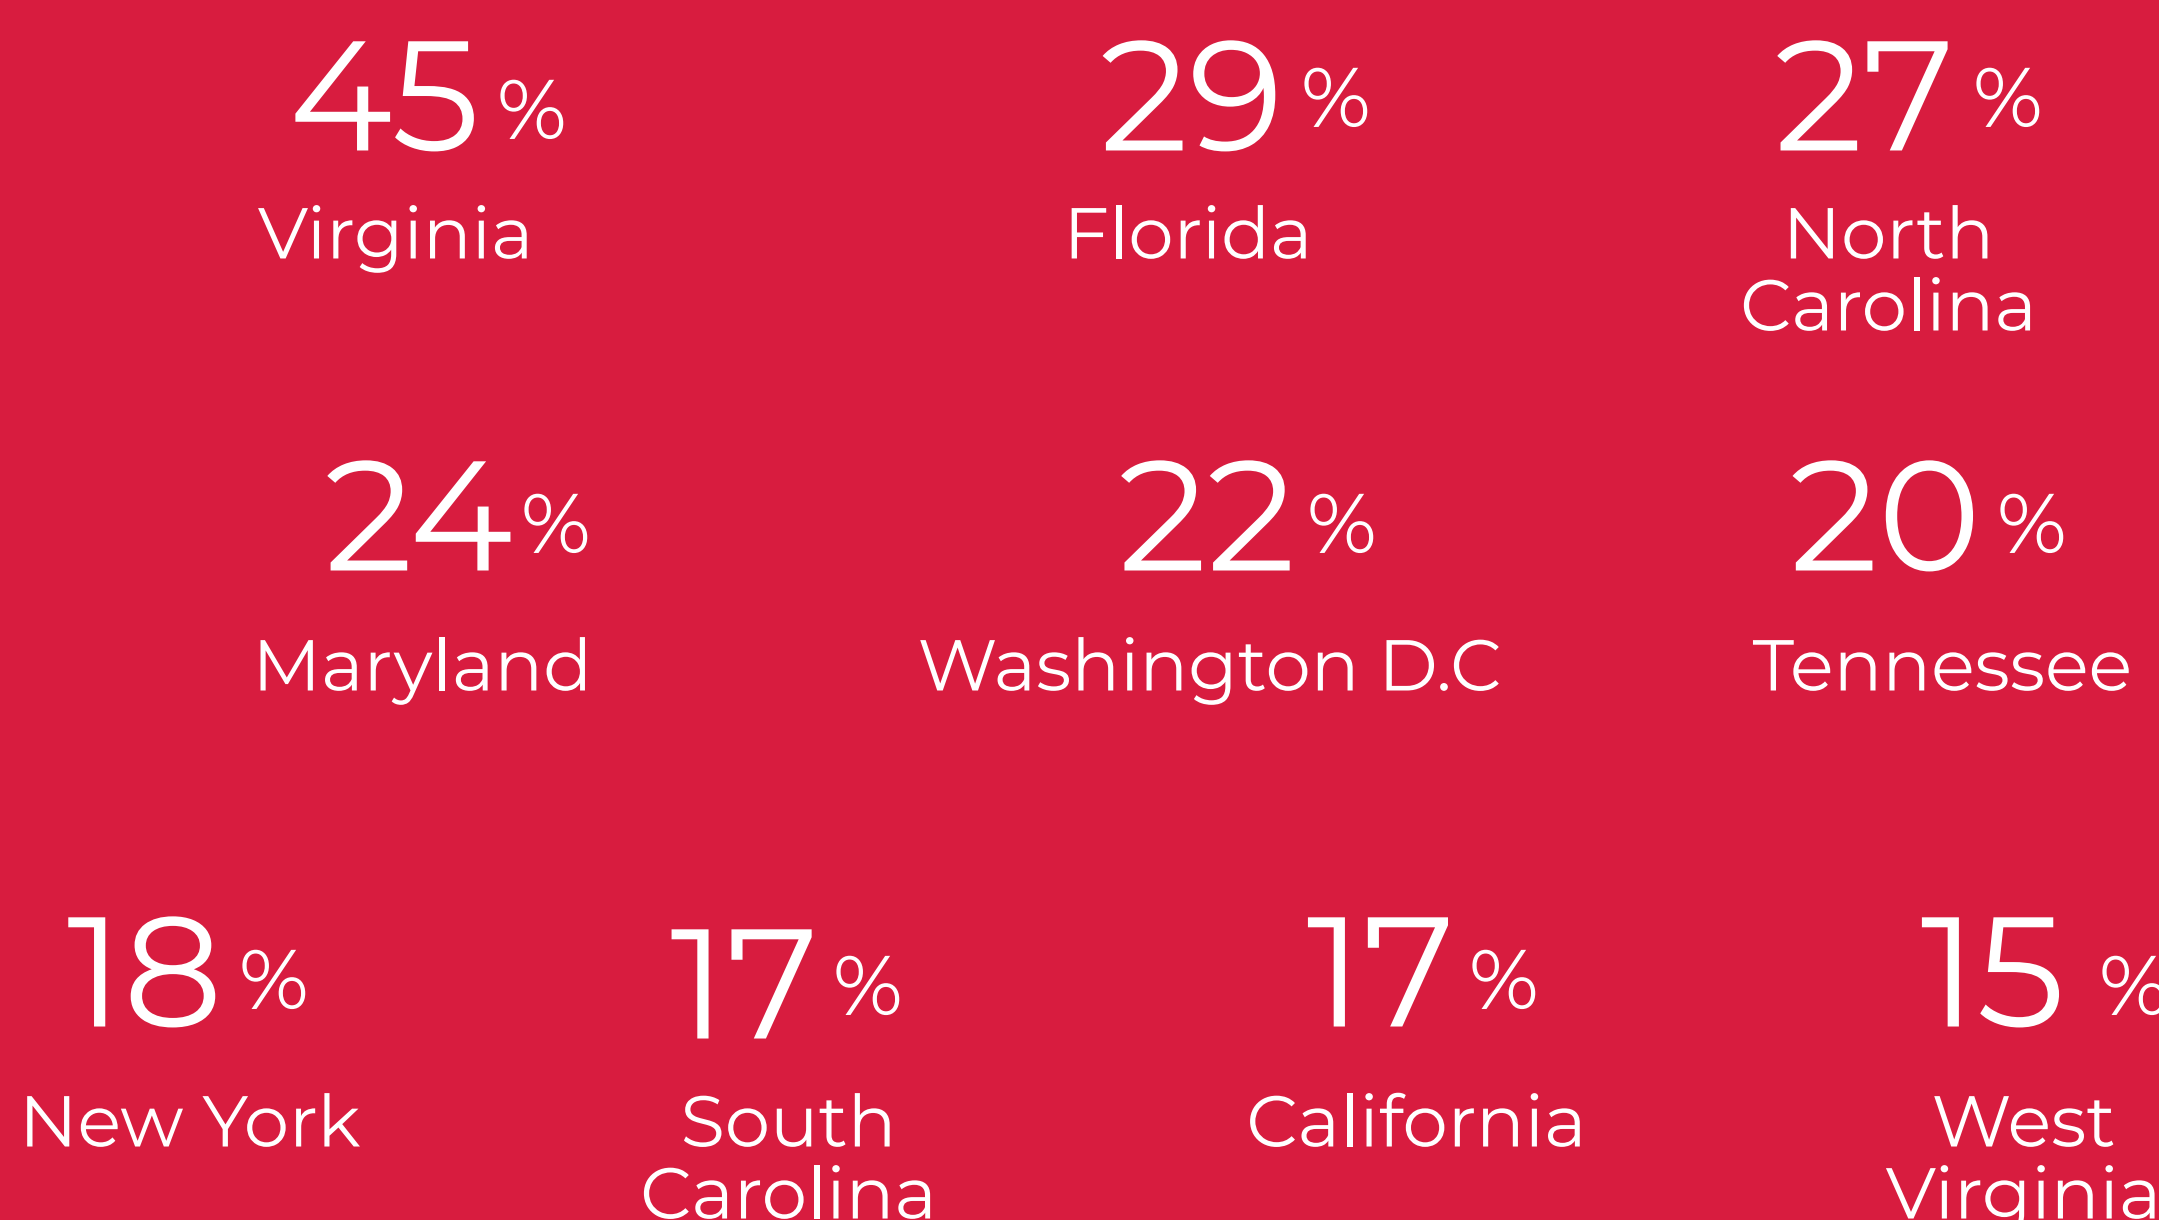 45 %
Virginia
29 %
Florida
27 %
North
Carolina
24 %
Maryland
22 %
Washington D.C
20 %
Tennessee
18 %
New York
17 %
South
Carolina
17 %
California
15 %
West
Virginia